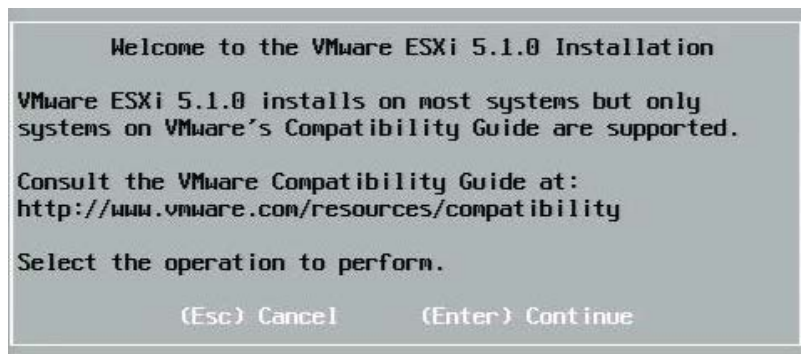 Welcome to the VMware ESXi 5.1.0 Installation
VMware ESXi 5.1.0 installs on most systems but only
systems on VMware's Compatibility Guide are supported.
Consult the VMware Compatibility Guide at:
http://www.vmware.com/resources/compatibility
Select the operation to perform.
(Esc) Cancel (Enter) Continue